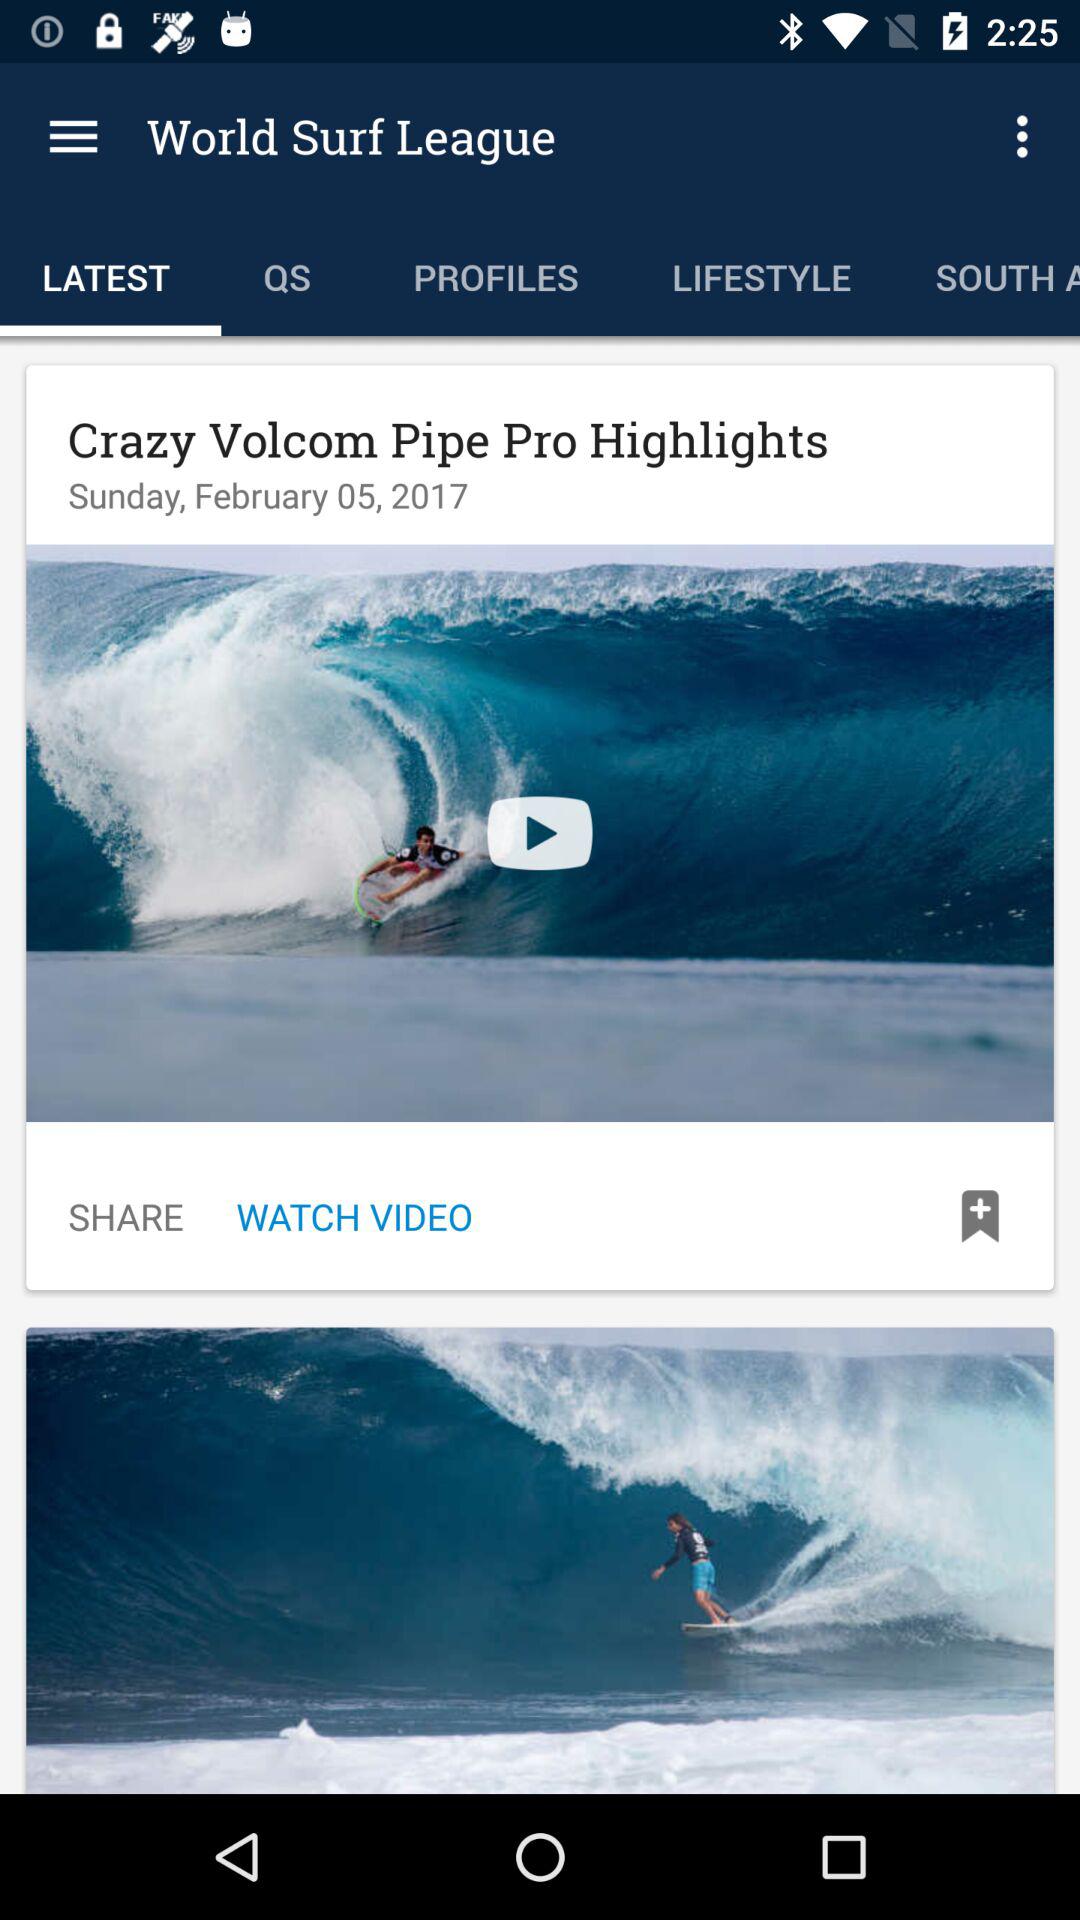 FAKE
2:25
World Surf League
LATEST QS PROFILES LIFESTYLE SOUTH A
Crazy Volcom Pipe Pro Highlights
Sunday, February 05, 2017
SHARE WATCH VIDEO